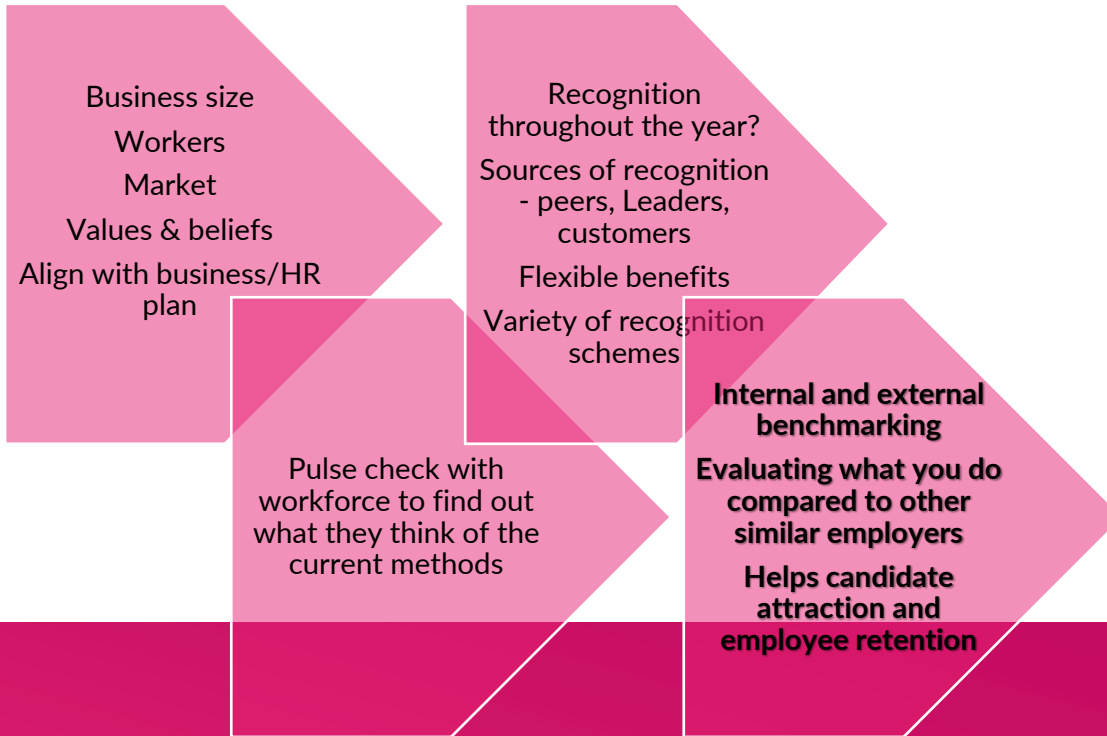 Business size
Workers
Market
Values & beliefs
Align with business/HR
plan
Pulse check with
workforce to find out
what they think of the
current methods
Recognition
throughout the year?
Sources of recognition
- peers, Leaders,
customers
Flexible benefits
Variety of recognition
schemes
Internal and external
benchmarking
Evaluating what you do
compared to other
similar employers
Helps candidate
attraction and
employee retention